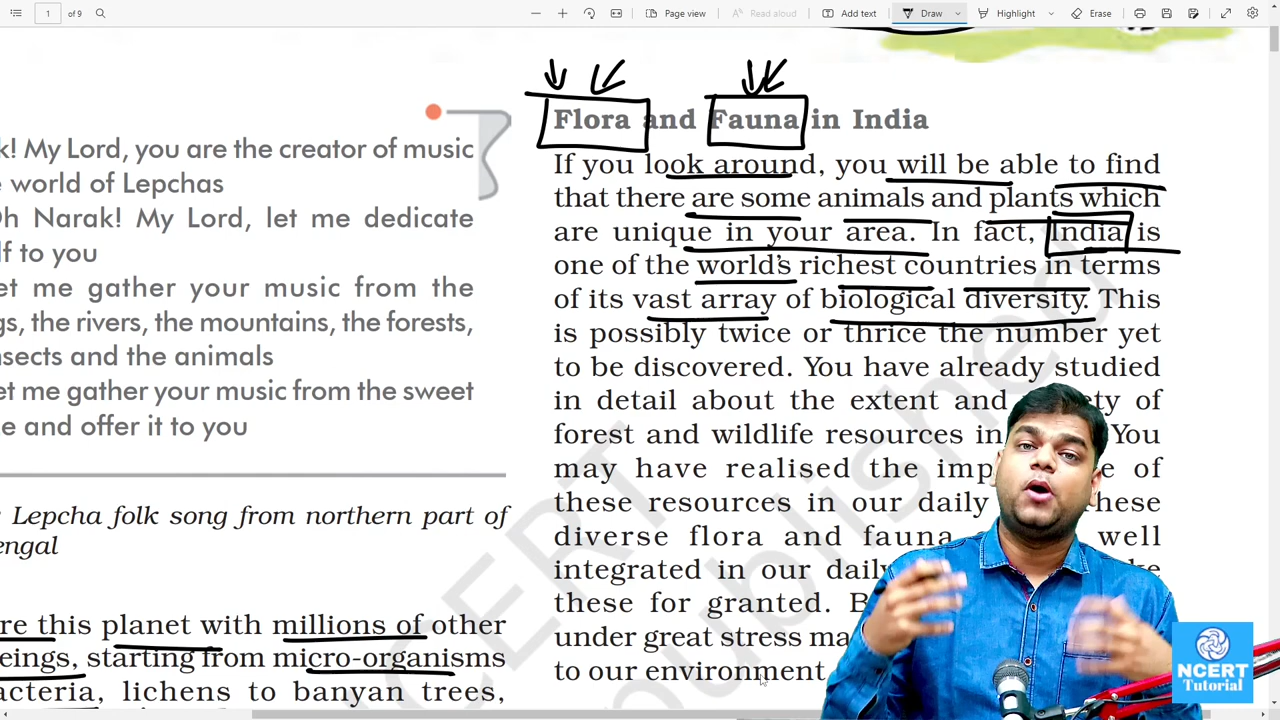 1 of 9
Page view
Read aloud
Add text
Draw
Highlight
Erase
k! My Lord, you are the creator of music
world of Lepchas
h Narak! My Lord, let me dedicate
to you
et me gather your music from the
gs, the rivers, the mountains, the forests,
nsects and the animals
et me gather your music from the sweet
e and offer it to you
Lepcha folk song from northern part of
engal
re this planet with millions of other
eings, starting from micro-organisms
acteria, lichens to banyan trees,
Flora and Fauna in India
If you look around, you will be able to find
that there are some animals and plants which
are unique in your area. In fact, India is
one of the world's richest countries in terms
of its vast array of biological diversity. This
is possibly twice or thrice the number yet
to be discovered. You have already studied
in detail about the extent and ety of
forest and wildlife resources in You
may have realised the imp e of
these resources in our daily hese
diverse flora and fauna well
integrated in our daily ke
these for granted. B
under great stress ma
to our environment
NCERT
Tutorial